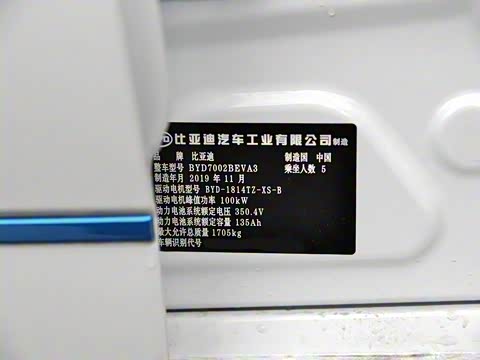 比亚迪汽车工业有限公司 制造
品 牌 比亚迪 制造国 中国
整车型号 BYD7002BEVA3 乘坐人数 5
制造年月 2019 年 11 月
驱动电机型号 BYD-1814TZ-XS-B
驱动电机峰值功率 100kW
动力电池系统额定电压 350.4V
动力电池系统额定容量 135Ah
最大允许总质量 1705kg
车辆识别代号